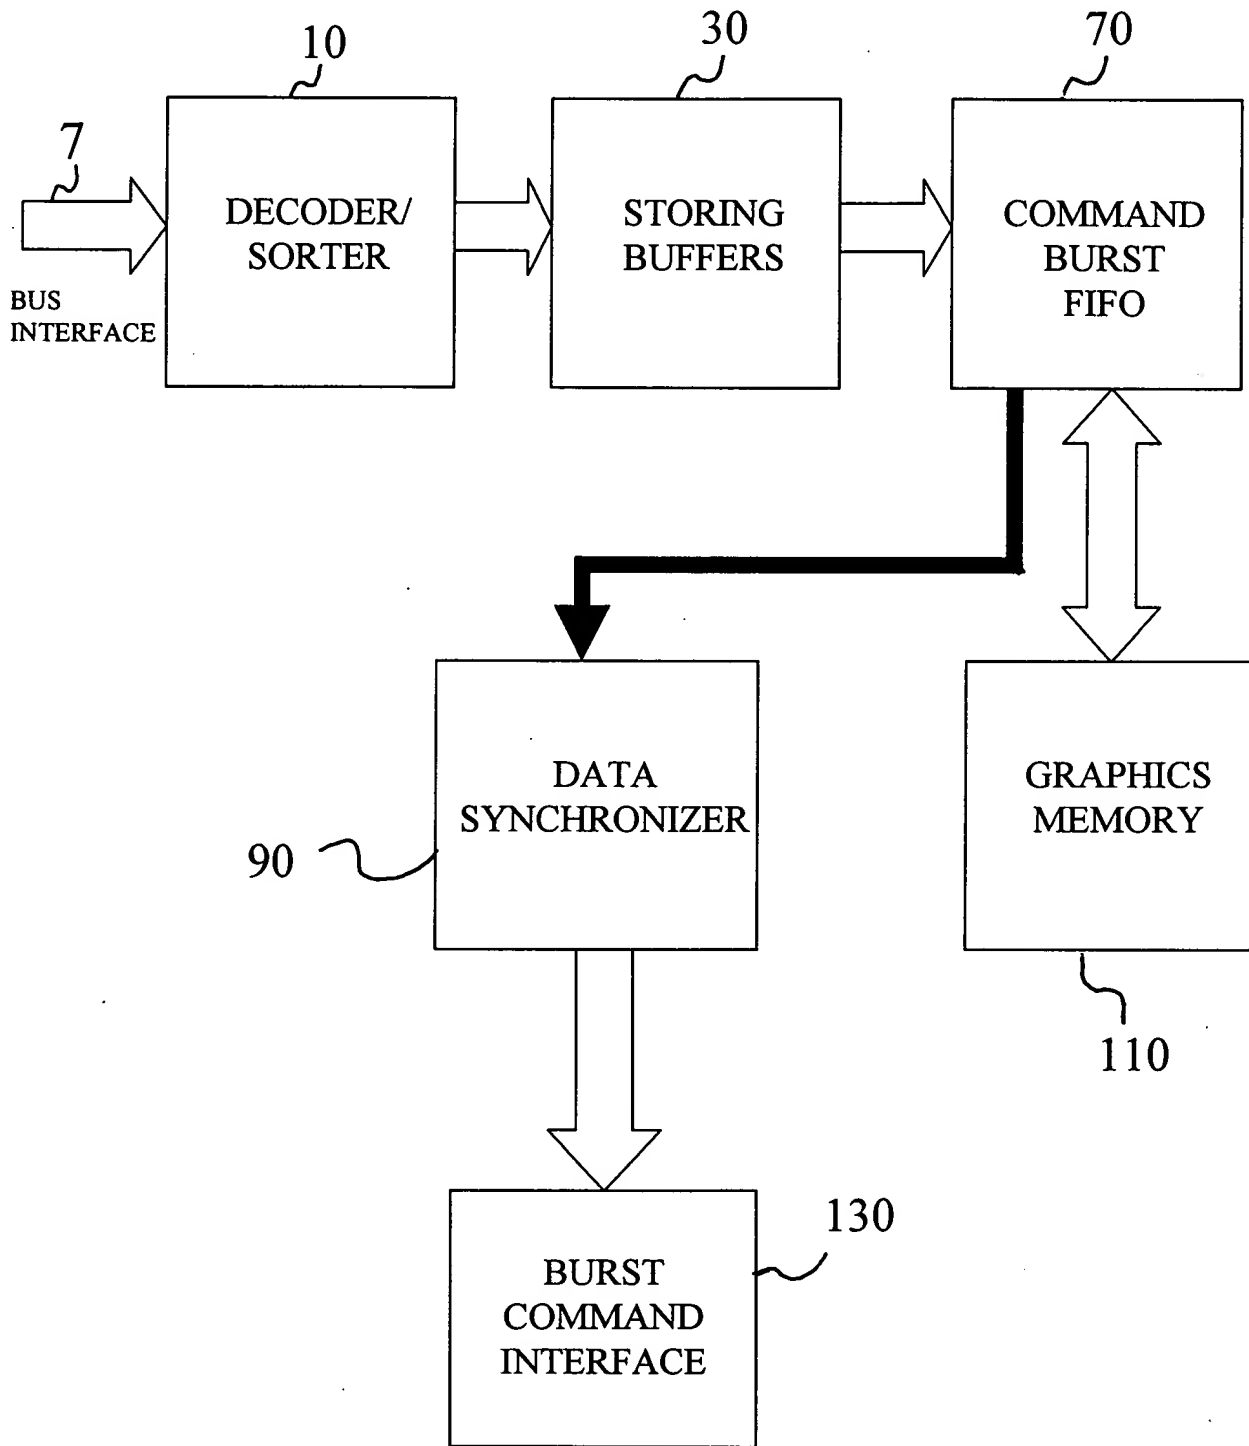 10
30
70
7
DECODER/
SORTER
STORING
BUFFERS
COMMAND
BURST
FIFO
BUS
INTERFACE
DATA
SYNCHRONIZER
GRAPHICS
MEMORY
90
110
130
BURST
COMMAND
INTERFACE